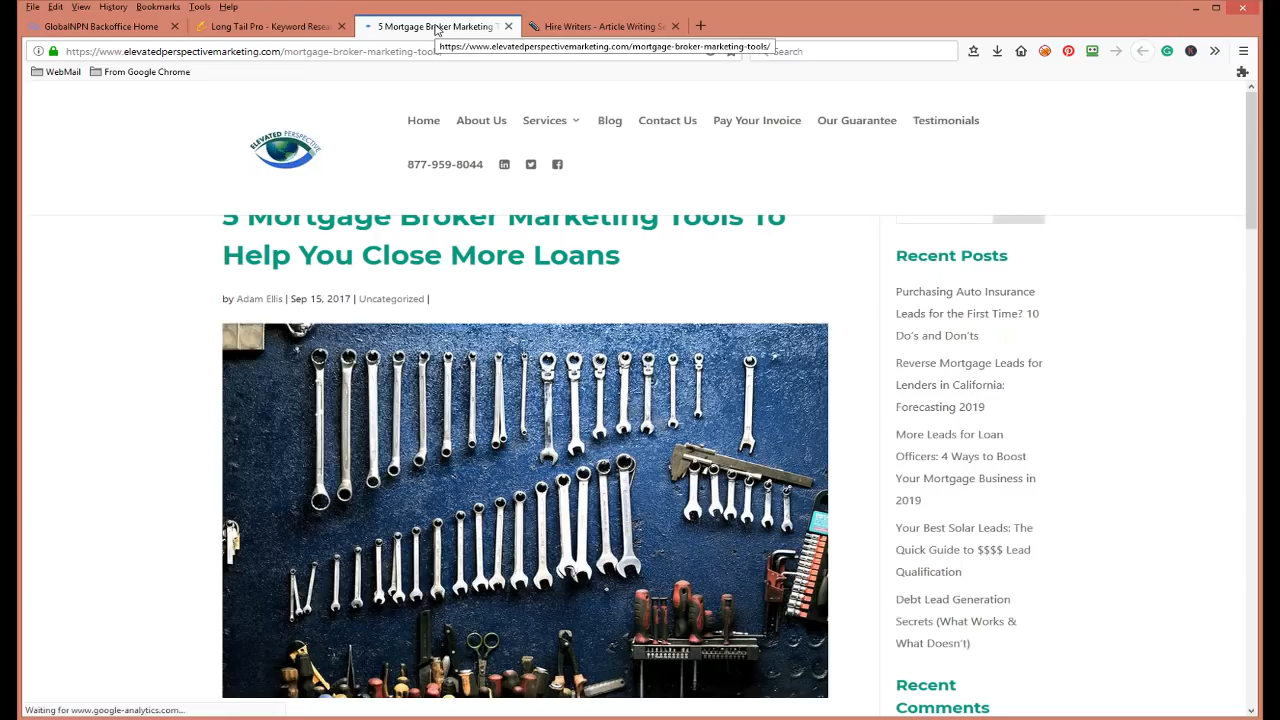 File Edit View History Bookmarks Tools Help
GlobalNPN Backoffice Home
Long Tail Pro - Keyword Resea
5 Mortgage Broker Marketing T
Hire Writers - Article Writing Se
https://www.elevatedperspectivemarketing.com/mortgage-broker-marketing-tool
https://www.elevatedperspectivemarketing.com/mortgage-broker-marketing-tools/
Search
WebMail
From Google Chrome
ELEVATED PERSPECTIVE
Home About Us Services Blog Contact Us Pay Your Invoice Our Guarantee Testimonials
877-959-8044
5 Mortgage Broker Marketing Tools To
Help You Close More Loans
by Adam Ellis | Sep 15, 2017 | Uncategorized |
Recent Posts
Purchasing Auto Insurance
Leads for the First Time? 10
Do's and Don'ts
Reverse Mortgage Leads for
Lenders in California:
Forecasting 2019
More Leads for Loan
Officers: 4 Ways to Boost
Your Mortgage Business in
2019
Your Best Solar Leads: The
Quick Guide to $$$$ Lead
Qualification
Debt Lead Generation
Secrets (What Works &
What Doesn't)
Recent
Comments
Waiting for www.google-analytics.com...